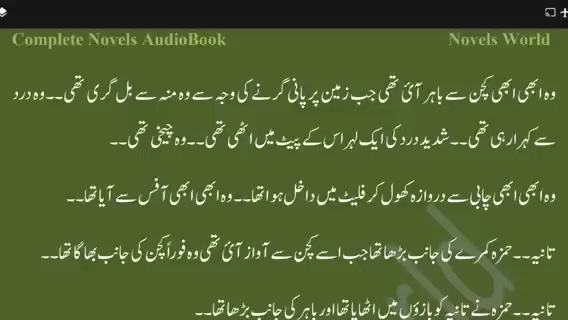 Complete Novels AudioBook
Novels World
وہ ابھی ابھی کچن سے باہر آئی تھی جب زمین پر پانی گرنے کی وجہ سے وہ منہ سے بل گری تھی۔۔ وہ درد
سے کہرا رہی تھی۔۔ شدید درد کی ایک لہر اس کے پیٹ میں اٹھی تھی۔۔ وہ چیخی تھی۔۔
وہ ابھی ابھی چابی سے دروازہ کھول کر فلیٹ میں داخل ہوا تھا۔۔ وہ ابھی ابھی آفس سے آیا تھا۔۔
تانیہ۔۔ حمزہ کمرے کی جانب بڑھا تھا جب اسے کچن سے آواز آئی تھی وہ فوراً کچن کی جانب بھاگا تھا۔۔
تانیہ۔۔ حمزہ نے تانیہ کو بازؤں میں اٹھایا تھا اور باہر کی جانب بڑھا تھا۔۔